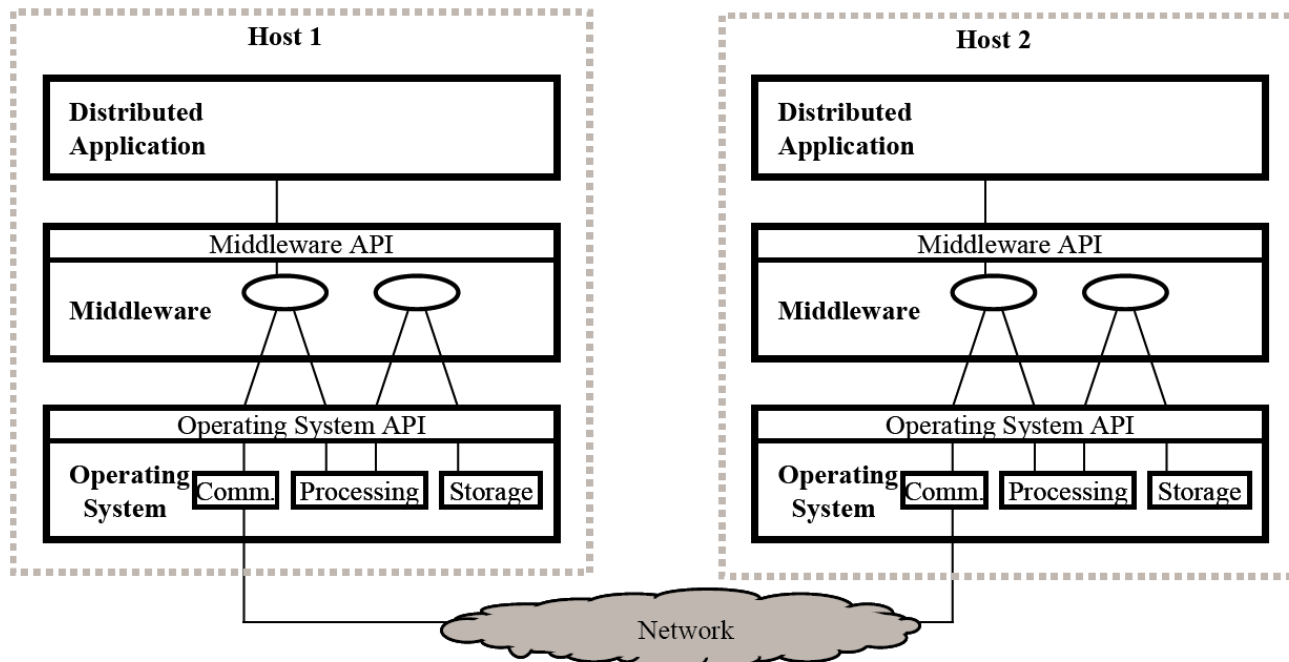 Host 1
Distributed
Application
Middleware API
Middleware
Operating System API
Operating
System
Comm.
Processing
Storage
Host 2
Distributed
Application
Middleware API
Middleware
Operating System API
Operating
System
Comm.
Processing
Storage
Network